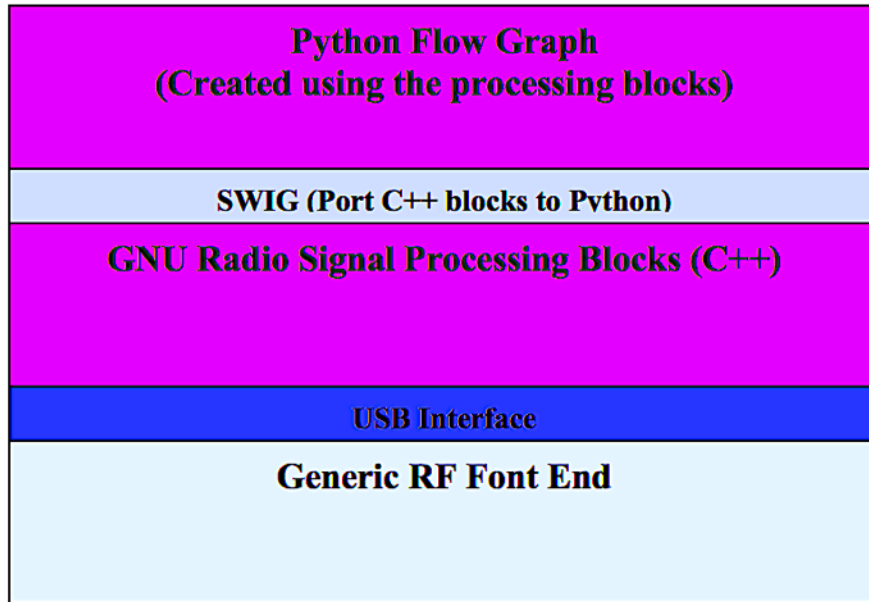 Python Flow Graph
(Created using the processing blocks)
SWIG (Port C++ blocks to Python)
GNU Radio Signal Processing Blocks (C++)
USB Interface
Generic RF Font End